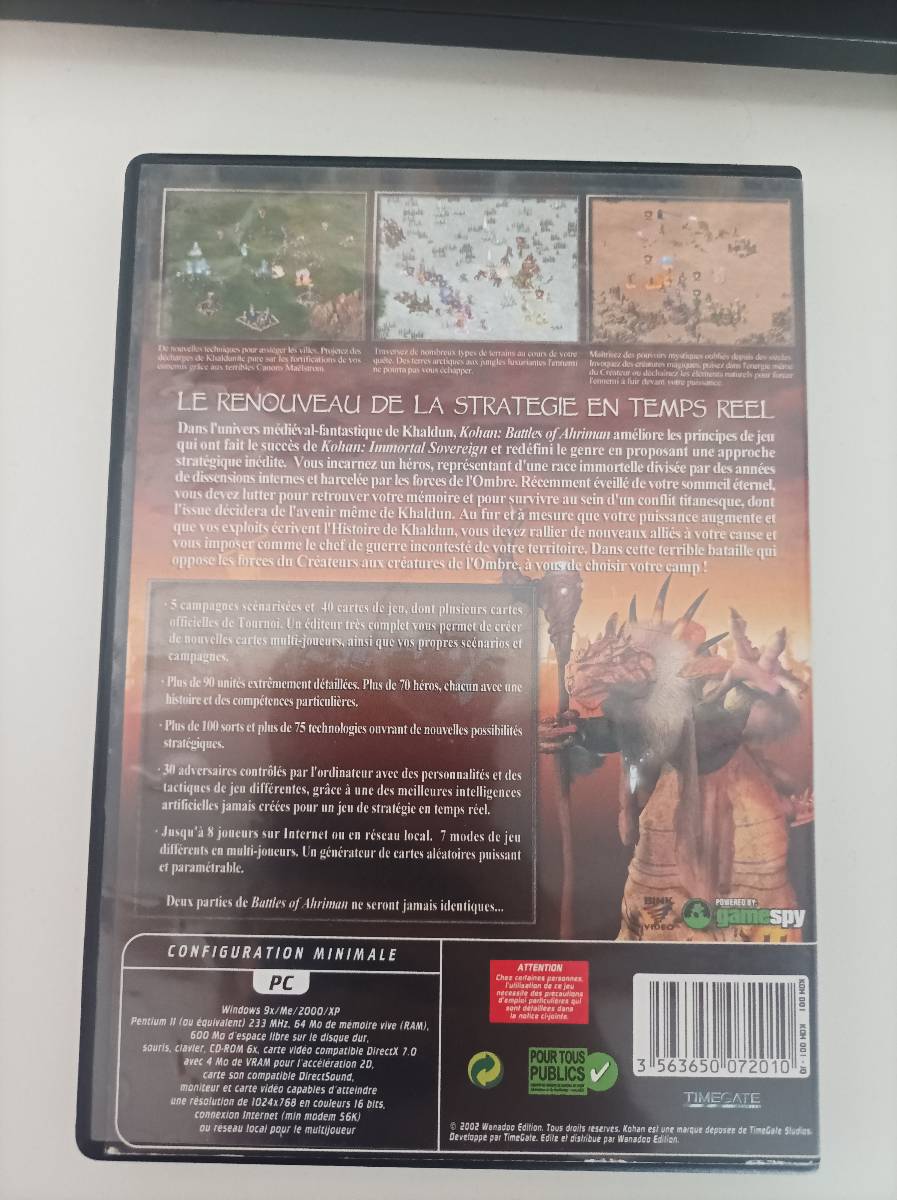 De nouvelles techniques pour assiéger les villes. Projetez des
décharges de Khaldunite pure sur les fortifications de vos
ennemis grâce aux terribles Canons Maëlstrom.
Traversez de nombreux types de terrains au cours de votre
quête. Des terres arctiques aux jungles luxuriantes l'ennemi
ne pourra pas vous échapper.
Maîtrisez des pouvoirs mystiques oubliés depuis des siècles.
Invoquez des créatures magiques, puisez dans l'énergie même
du Créateur ou déchaînez les éléments naturels pour forcer
l'ennemi à fuir devant votre puissance.
LE RENOUVEAU DE LA STRATEGIE EN TEMPS REEL
Dans l'univers médiéval-fantastique de Khaldun, Kohan: Battles of Ahriman améliore les principes de jeu
qui ont fait le succès de Kohan: Immortal Sovereign et redéfini le genre en proposant une approche
stratégique inédite. Vous incarnez un héros, représentant d'une race immortelle divisée par des années
de dissensions internes et harcelée par les forces de l'Ombre. Récemment éveillé de votre sommeil éternel,
vous devez lutter pour retrouver votre mémoire et pour survivre au sein d'un conflit titanesque, dont
l'issue décidera de l'avenir même de Khaldun. Au fur et à mesure que votre puissance augmente et
que vos exploits écrivent l'Histoire de Khaldun, vous devez rallier de nouveaux alliés à votre cause et
vous imposer comme le chef de guerre incontesté de votre territoire. Dans cette terrible bataille qui
oppose les forces du Créateurs aux créatures de l'Ombre, à vous de choisir votre camp !
· 5 campagnes scénarisées et 40 cartes de jeu, dont plusieurs cartes
officielles de Tournoi. Un éditeur très complet vous permet de créer
de nouvelles cartes multi-joueurs, ainsi que vos propres scénarios et
campagnes.
· Plus de 90 unités extrêmement détaillées. Plus de 70 héros, chacun avec une
histoire et des compétences particulières.
· Plus de 100 sorts et plus de 75 technologies ouvrant de nouvelles possibilités
stratégiques.
· 30 adversaires contrôlés par l'ordinateur avec des personnalités et des
tactiques de jeu différentes, grâce à une des meilleures intelligences
artificielles jamais créées pour un jeu de stratégie en temps réel.
· Jusqu'à 8 joueurs sur Internet ou en réseau local. 7 modes de jeu
différents en multi-joueurs. Un générateur de cartes aléatoires puissant
et paramétrable.
Deux parties de Battles of Ahriman ne seront jamais identiques...
BINK
VIDEO
POWERED BY
gamespy
CONFIGURATION MINIMALE
PC
Windows 9x/Me/2000/XP
Pentium II (ou équivalent) 233 MHz, 64 Mo de mémoire vive (RAM),
600 Mo d'espace libre sur le disque dur,
souris, clavier, CD-ROM 6x, carte vidéo compatible DirectX 7.0
avec 4 Mo de VRAM pour l'accélération 2D,
carte son compatible DirectSound,
moniteur et carte vidéo capables d'atteindre
une résolution de 1024x768 en couleurs 16 bits,
connexion Internet (min modem 56K)
ou réseau local pour le multijoueur
ATTENTION
Chez certaines personnes,
l'utilisation de ce jeu
nécessite des précautions
d'emploi particulières qui
sont détaillées dans
la notice ci-jointe.
POUR TOUS
PUBLICS
3 563650 072010
KOH 001 KOH 001 - JO
TIMEGATE
© 2002 Wanadoo Edition. Tous droits réservés. Kohan est une marque déposée de TimeGate Studios.
Développé par TimeGate. Edité et distribué par Wanadoo Edition.